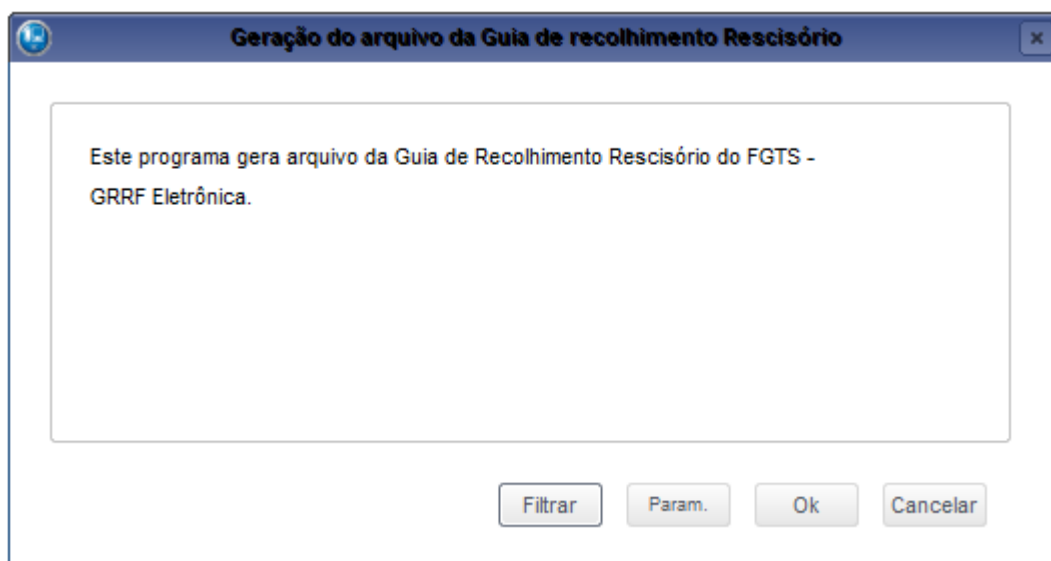 Geração do arquivo da Guia de recolhimento Rescisório
Este programa gera arquivo da Guia de Recolhimento Rescisório do FGTS -
GRRF Eletrônica.
Filtrar Param. Ok Cancelar